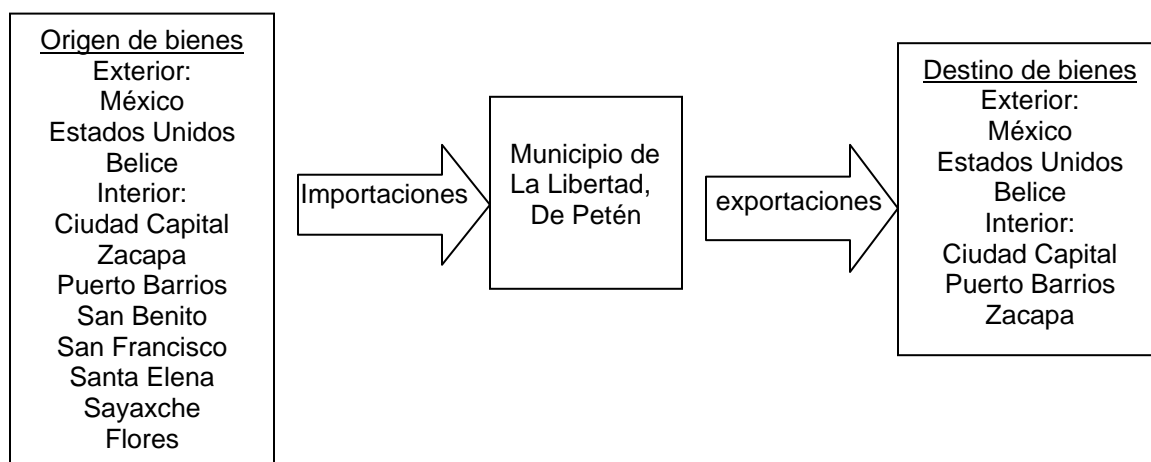 Origen de bienes
Exterior:
México
Estados Unidos
Belice
Interior:
Ciudad Capital
Zacapa
Puerto Barrios
San Benito
San Francisco
Santa Elena
Sayaxche
Flores
Importaciones
Municipio de
La Libertad,
De Petén
exportaciones
Destino de bienes
Exterior:
México
Estados Unidos
Belice
Interior:
Ciudad Capital
Puerto Barrios
Zacapa